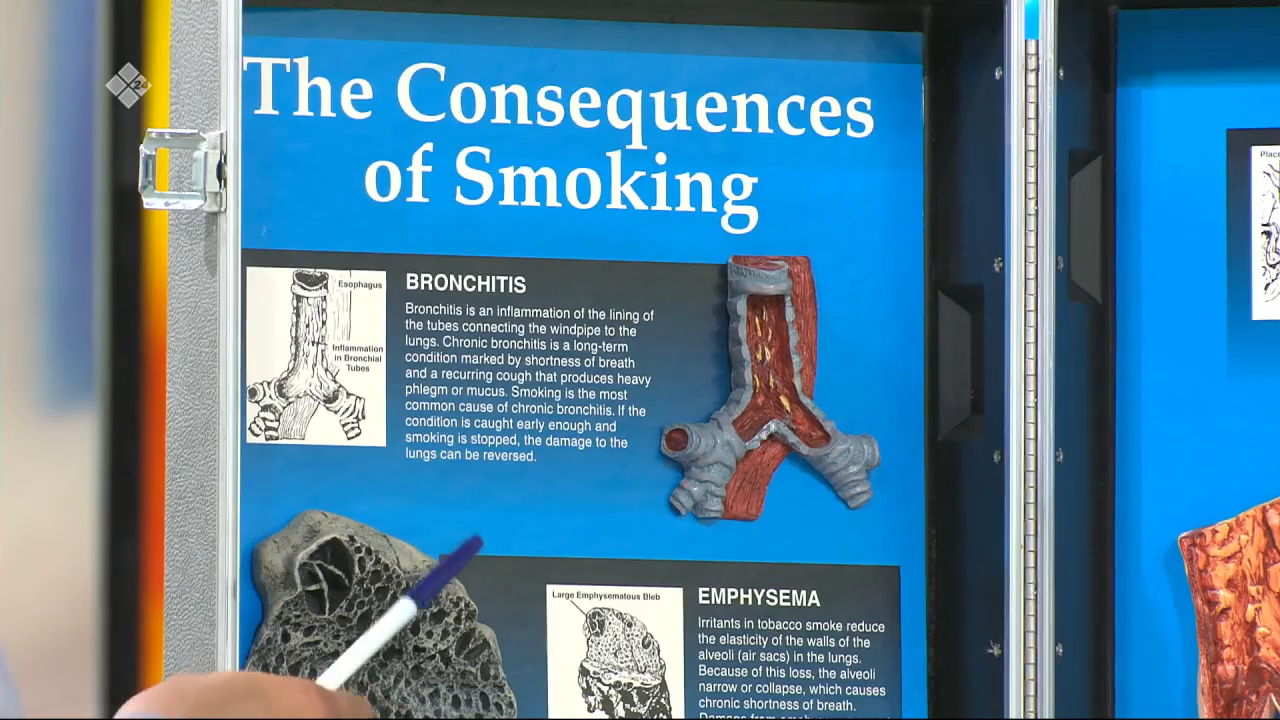 X24
The Consequences
of Smoking
BRONCHITIS
Bronchitis is an inflammation of the lining of
the tubes connecting the windpipe to the
lungs. Chronic bronchitis is a long-term
condition marked by shortness of breath
and a recurring cough that produces heavy
phlegm or mucus. Smoking is the most
common cause of chronic bronchitis. If the
condition is caught early enough and
smoking is stopped, the damage to the
lungs can be reversed.
Esophagus
Inflammation
in Bronchial
Tubes
Large Emphysematous Bleb
EMPHYSEMA
Irritants in tobacco smoke reduce
the elasticity of the walls of the
alveoli (air sacs) in the lungs.
Because of this loss, the alveoli
narrow or collapse, which causes
chronic shortness of breath.
Damage from